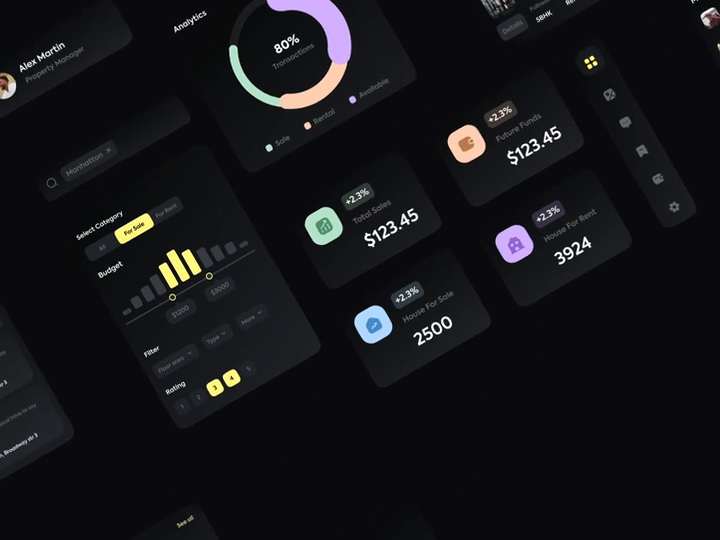 Alex Martin
Property Manager
Manhattan ×
Analytics
80%
Transactions
Sale
Rental
Available
Details
5BHK
Select Category
All
For Sale
For Rent
Budget
$1200
$3000
Filter
Floor area
Type
More
Rating
1
2
3
4
5
+2.3%
Total Sales
$123.45
+2.3%
Future Funds
$123.45
+2.3%
House For Sale
2500
+2.3%
House For Rent
3924
Broadway str 1
See all